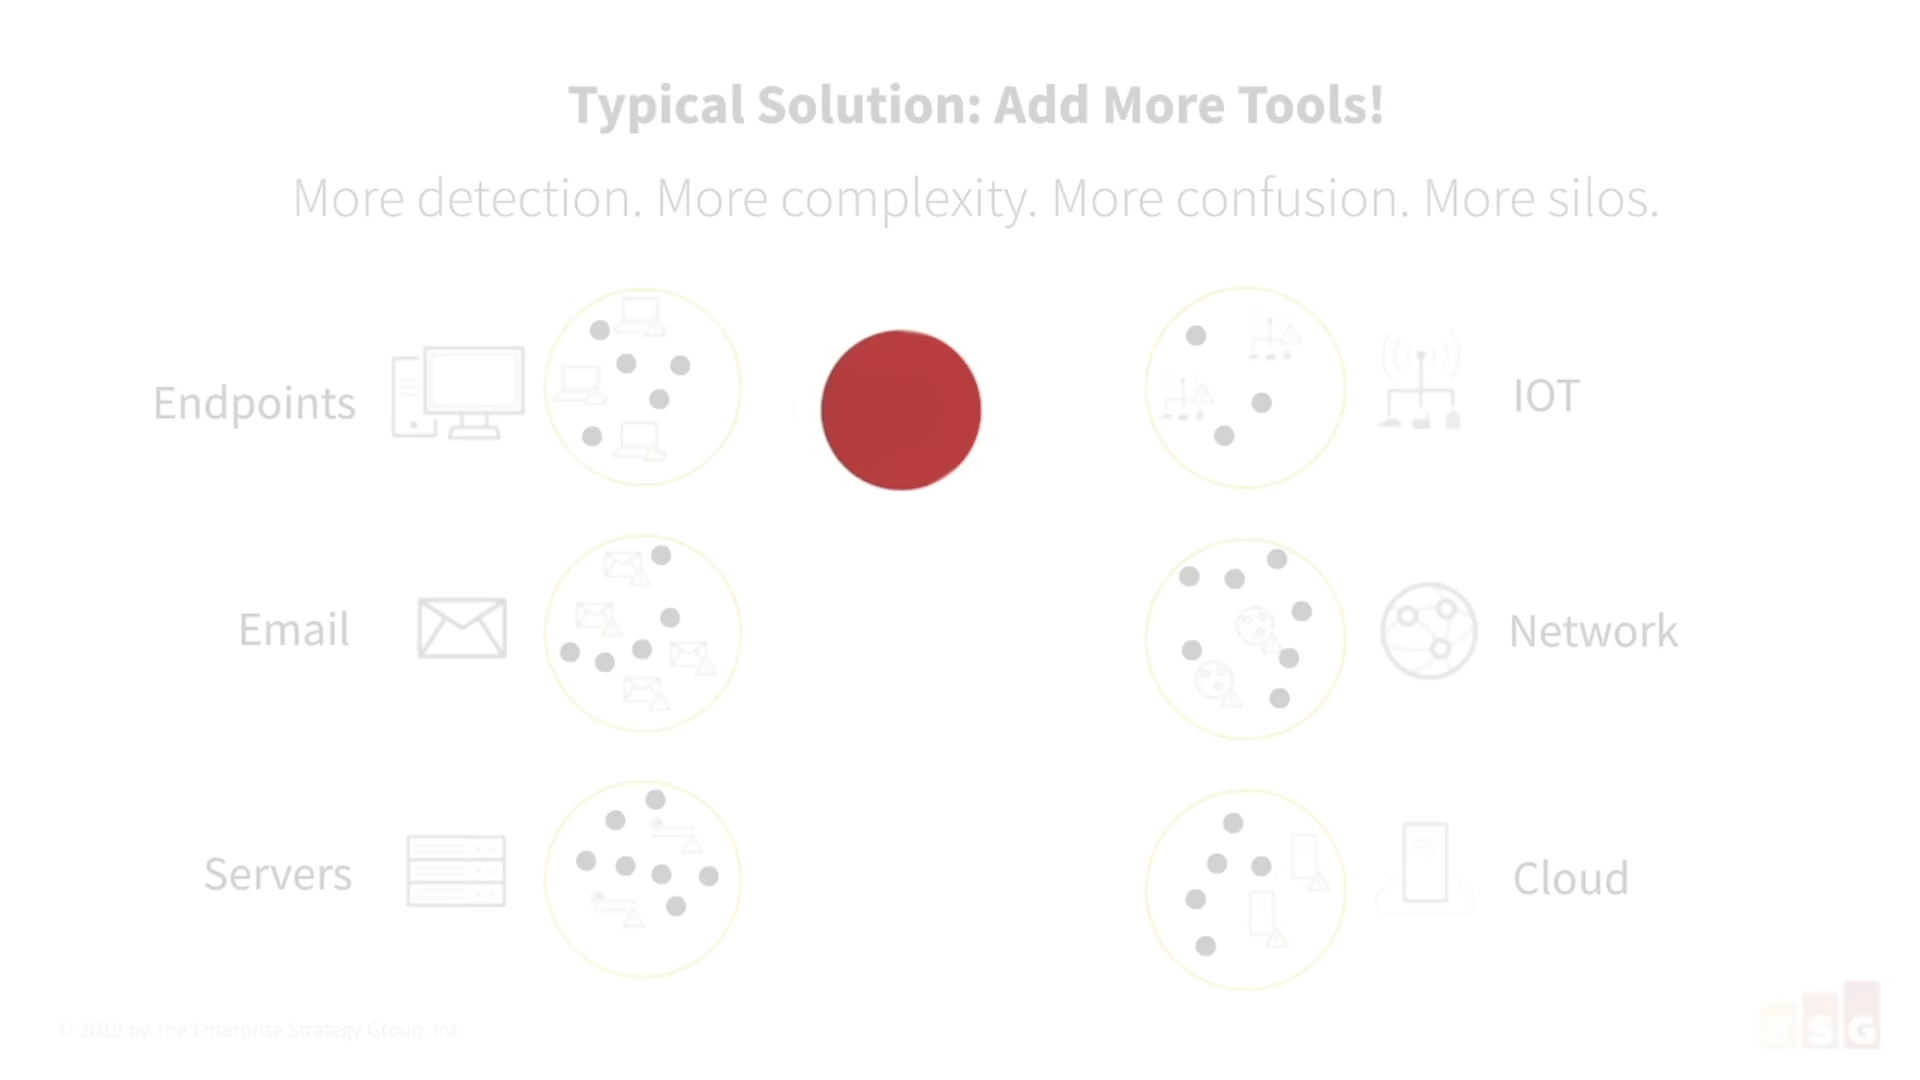 Typical Solution: Add More Tools!
More detection. More complexity. More confusion. More silos.
Endpoints
IOT
Email
Network
Servers
Cloud
© 2019 by The Enterprise Strategy Group, Inc.
SG